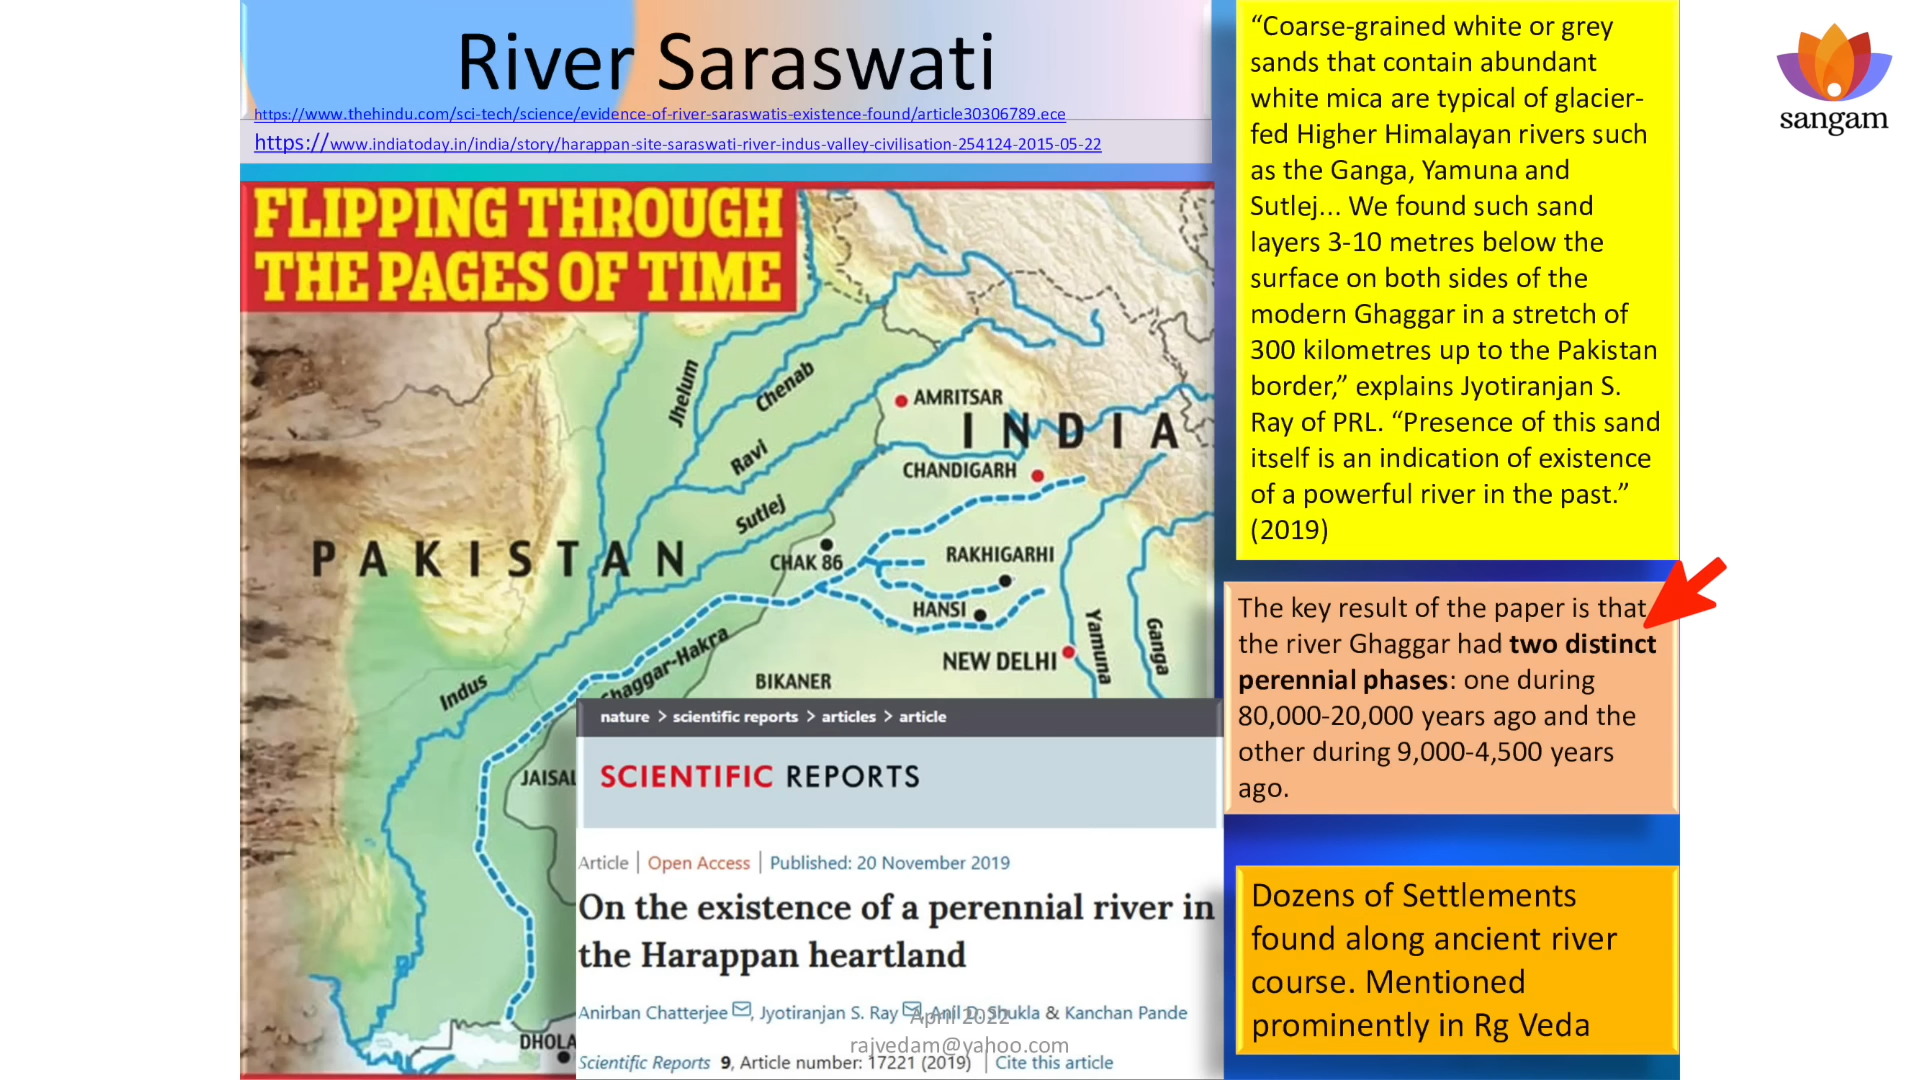 River Saraswati
https://www.thehindu.com/sci-tech/science/evidence-of-river-saraswatis-existence-found/article30306789.ece
https://www.indiatoday.in/india/story/harappan-site-saraswati-river-indus-valley-civilisation-254124-2015-05-22
FLIPPING THROUGH
THE PAGES OF TIME
Jhelum
Chenab
AMRITSAR
INDIA
Ravi
CHANDIGARH
Sutlej
PAKISTAN
CHAK 86
RAKHIGARHI
HANSI
Yamuna
Ganga
NEW DELHI
haggar-Hakra
BIKANER
Indus
JAISAL
DHOLA
nature > scientific reports > articles > article
SCIENTIFIC REPORTS
Article | Open Access | Published: 20 November 2019
On the existence of a perennial river in
the Harappan heartland
Anirban Chatterjee, Jyotiranjan S. Ray, Anil D. Shukla & Kanchan Pande
April 2022
rajvedam@yahoo.com
Scientific Reports 9, Article number: 17221 (2019) | Cite this article
“Coarse-grained white or grey
sands that contain abundant
white mica are typical of glacier-
fed Higher Himalayan rivers such
as the Ganga, Yamuna and
Sutlej... We found such sand
layers 3-10 metres below the
surface on both sides of the
modern Ghaggar in a stretch of
300 kilometres up to the Pakistan
border,” explains Jyotiranjan S.
Ray of PRL. “Presence of this sand
itself is an indication of existence
of a powerful river in the past.”
(2019)
The key result of the paper is that
the river Ghaggar had two distinct
perennial phases: one during
80,000-20,000 years ago and the
other during 9,000-4,500 years
ago.
Dozens of Settlements
found along ancient river
course. Mentioned
prominently in Rg Veda
sangam